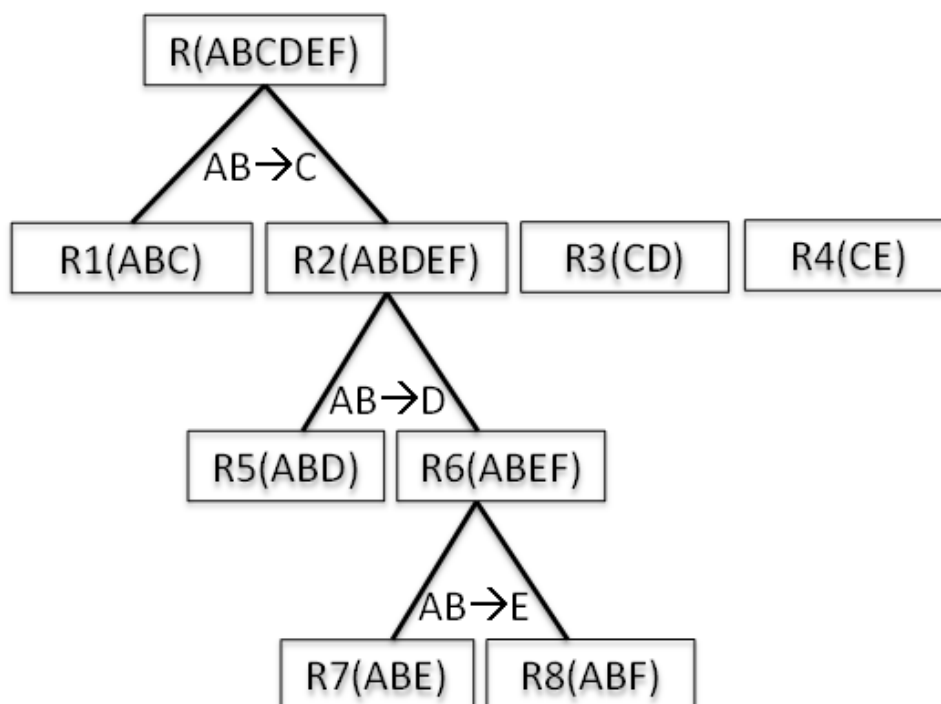 R(ABCDEF)
AB→C
R1(ABC) R2(ABDEF) R3(CD) R4(CE)
AB→D
R5(ABD) R6(ABEF)
AB→E
R7(ABE) R8(ABF)